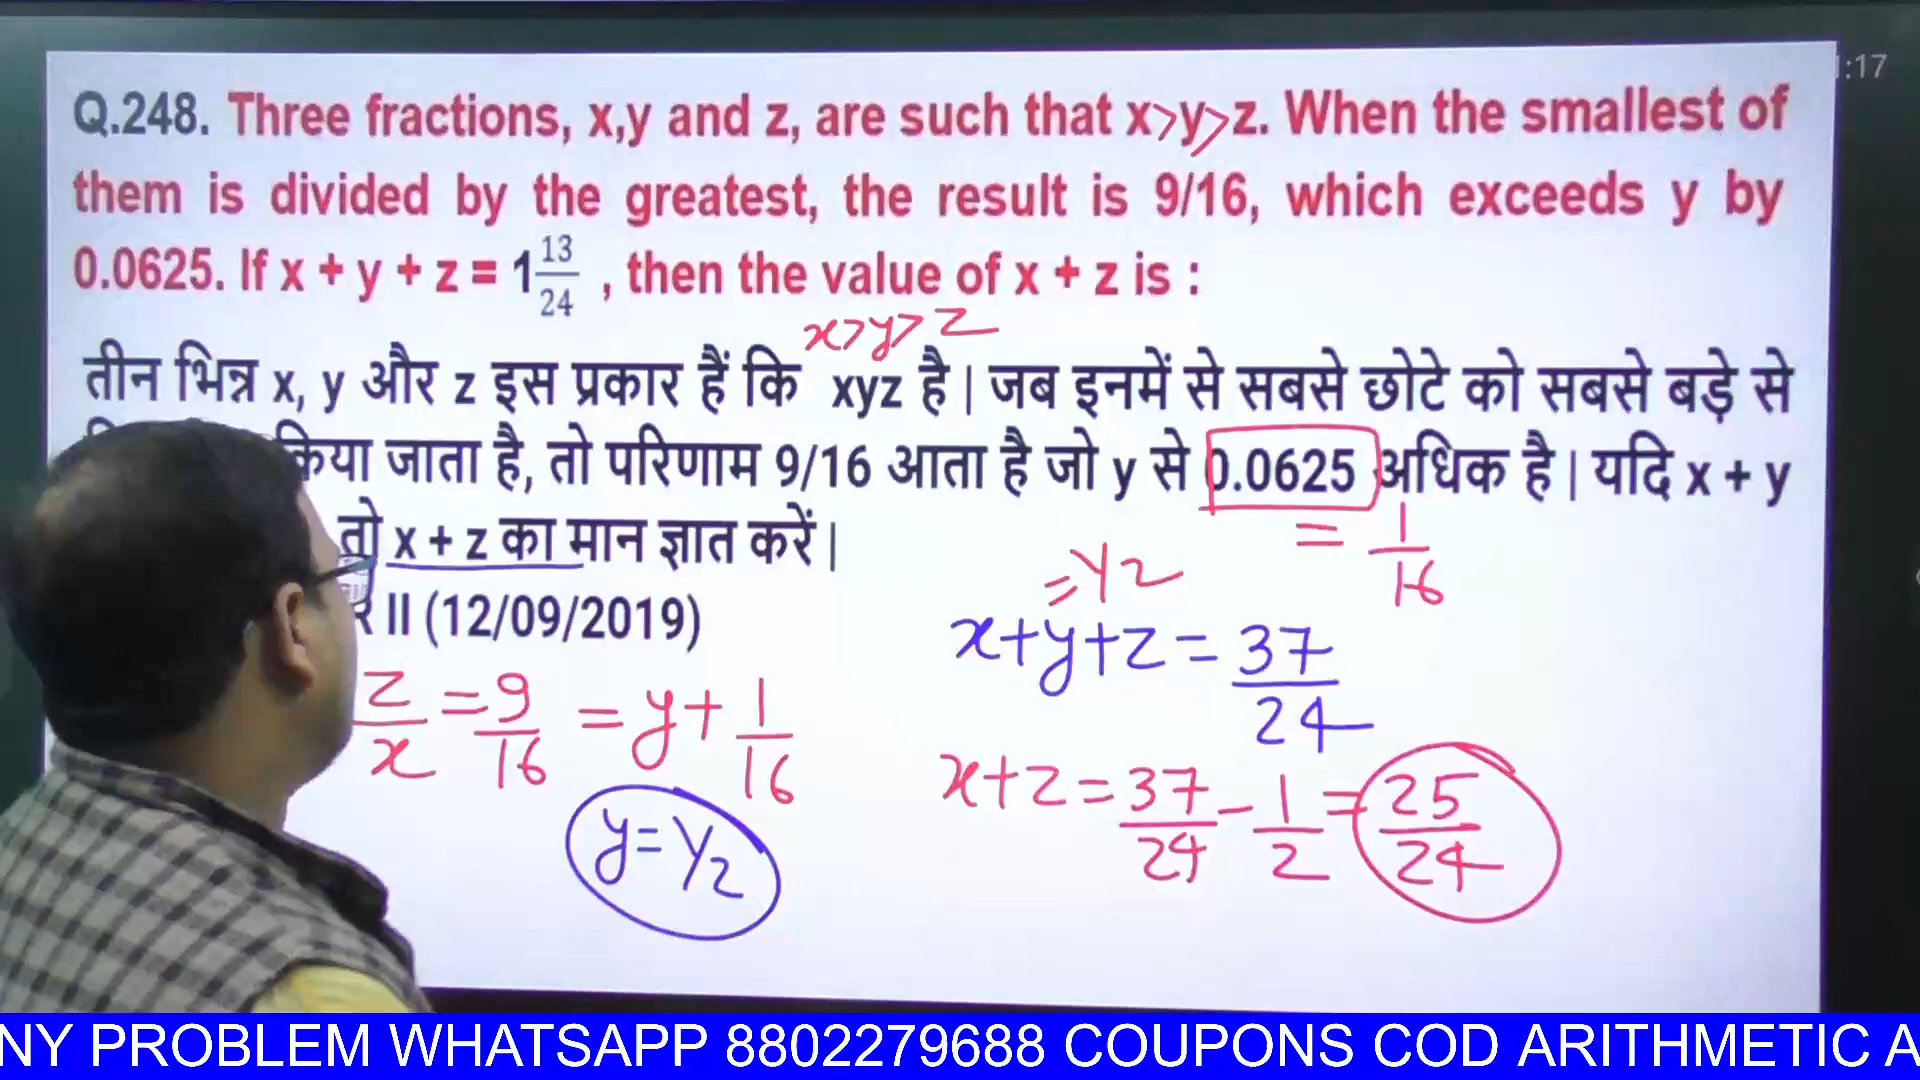 :17
Q.248. Three fractions, x,y and z, are such that x>y>z. When the smallest of
them is divided by the greatest, the result is 9/16, which exceeds y by
0.0625. If x + y + z = 1 13/24 , then the value of x + z is :
x>y>z
तीन भिन्न x, y और z इस प्रकार हैं कि xyz है | जब इनमें से सबसे छोटे को सबसे बड़े से
किया जाता है, तो परिणाम 9/16 आता है जो y से 0.0625 अधिक है | यदि x + y
तो x + z का मान ज्ञात करें |
= 1/16
II (12/09/2019)
=1/2
x+y+z = 37/24
z/x = 9/16 = y + 1/16
x+z = 37/24 - 1/2 = 25/24
y = 1/2
NY PROBLEM WHATSAPP 8802279688 COUPONS COD ARITHMETIC A